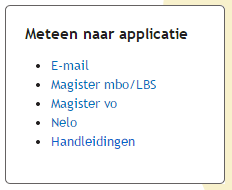 Meteen naar applicatie
E-mail
Magister mbo/LBS
Magister vo
Nelo
Handleidingen